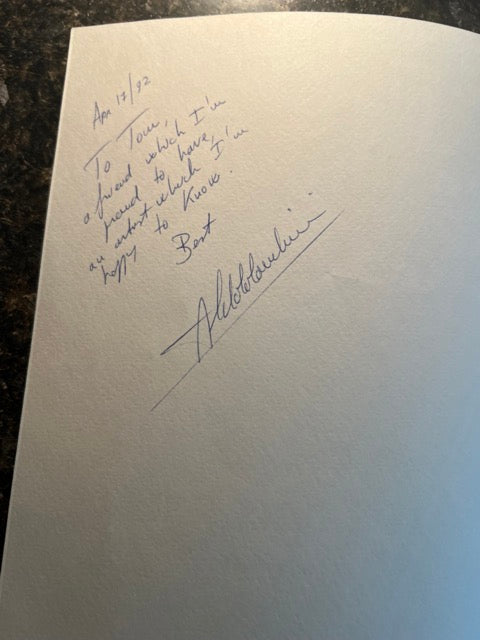 Apr 17/92
To Tom,
a friend which I'm
proud to have,
an artist which I'm
happy to Know.
Best